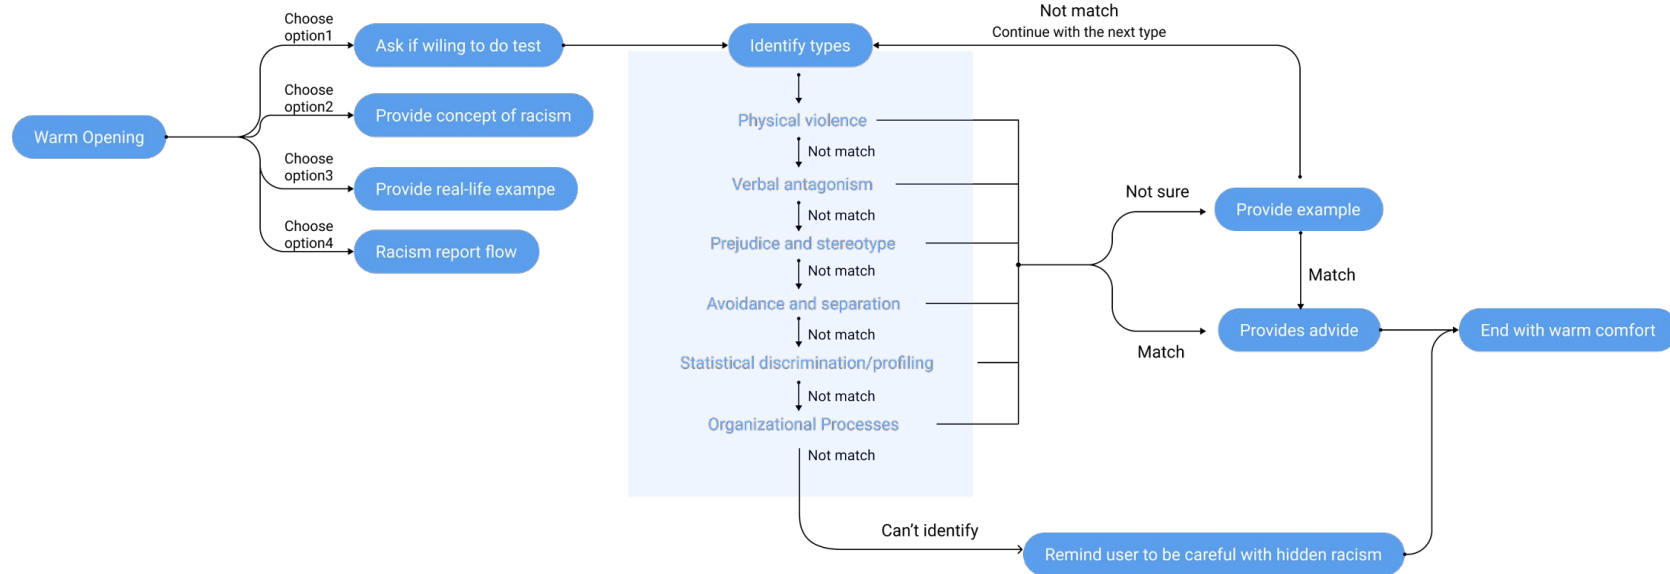 Warm Opening
Choose
option1
Ask if wiling to do test
Choose
option2
Provide concept of racism
Choose
option3
Provide real-life exampe
Choose
option4
Racism report flow
Identify types
Physical violence
Not match
Verbal antagonism
Not match
Prejudice and stereotype
Not match
Avoidance and separation
Not match
Statistical discrimination/profiling
Not match
Organizational Processes
Not match
Can't identify
Remind user to be careful with hidden racism
Not match
Continue with the next type
Not sure
Provide example
Match
Match
Provides advide
End with warm comfort